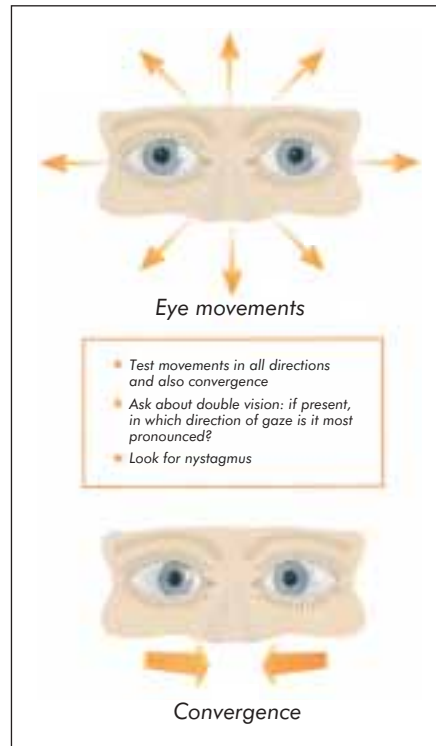 Eye movements
• Test movements in all directions
and also convergence
• Ask about double vision: if present,
in which direction of gaze is it most
pronounced?
• Look for nystagmus
Convergence